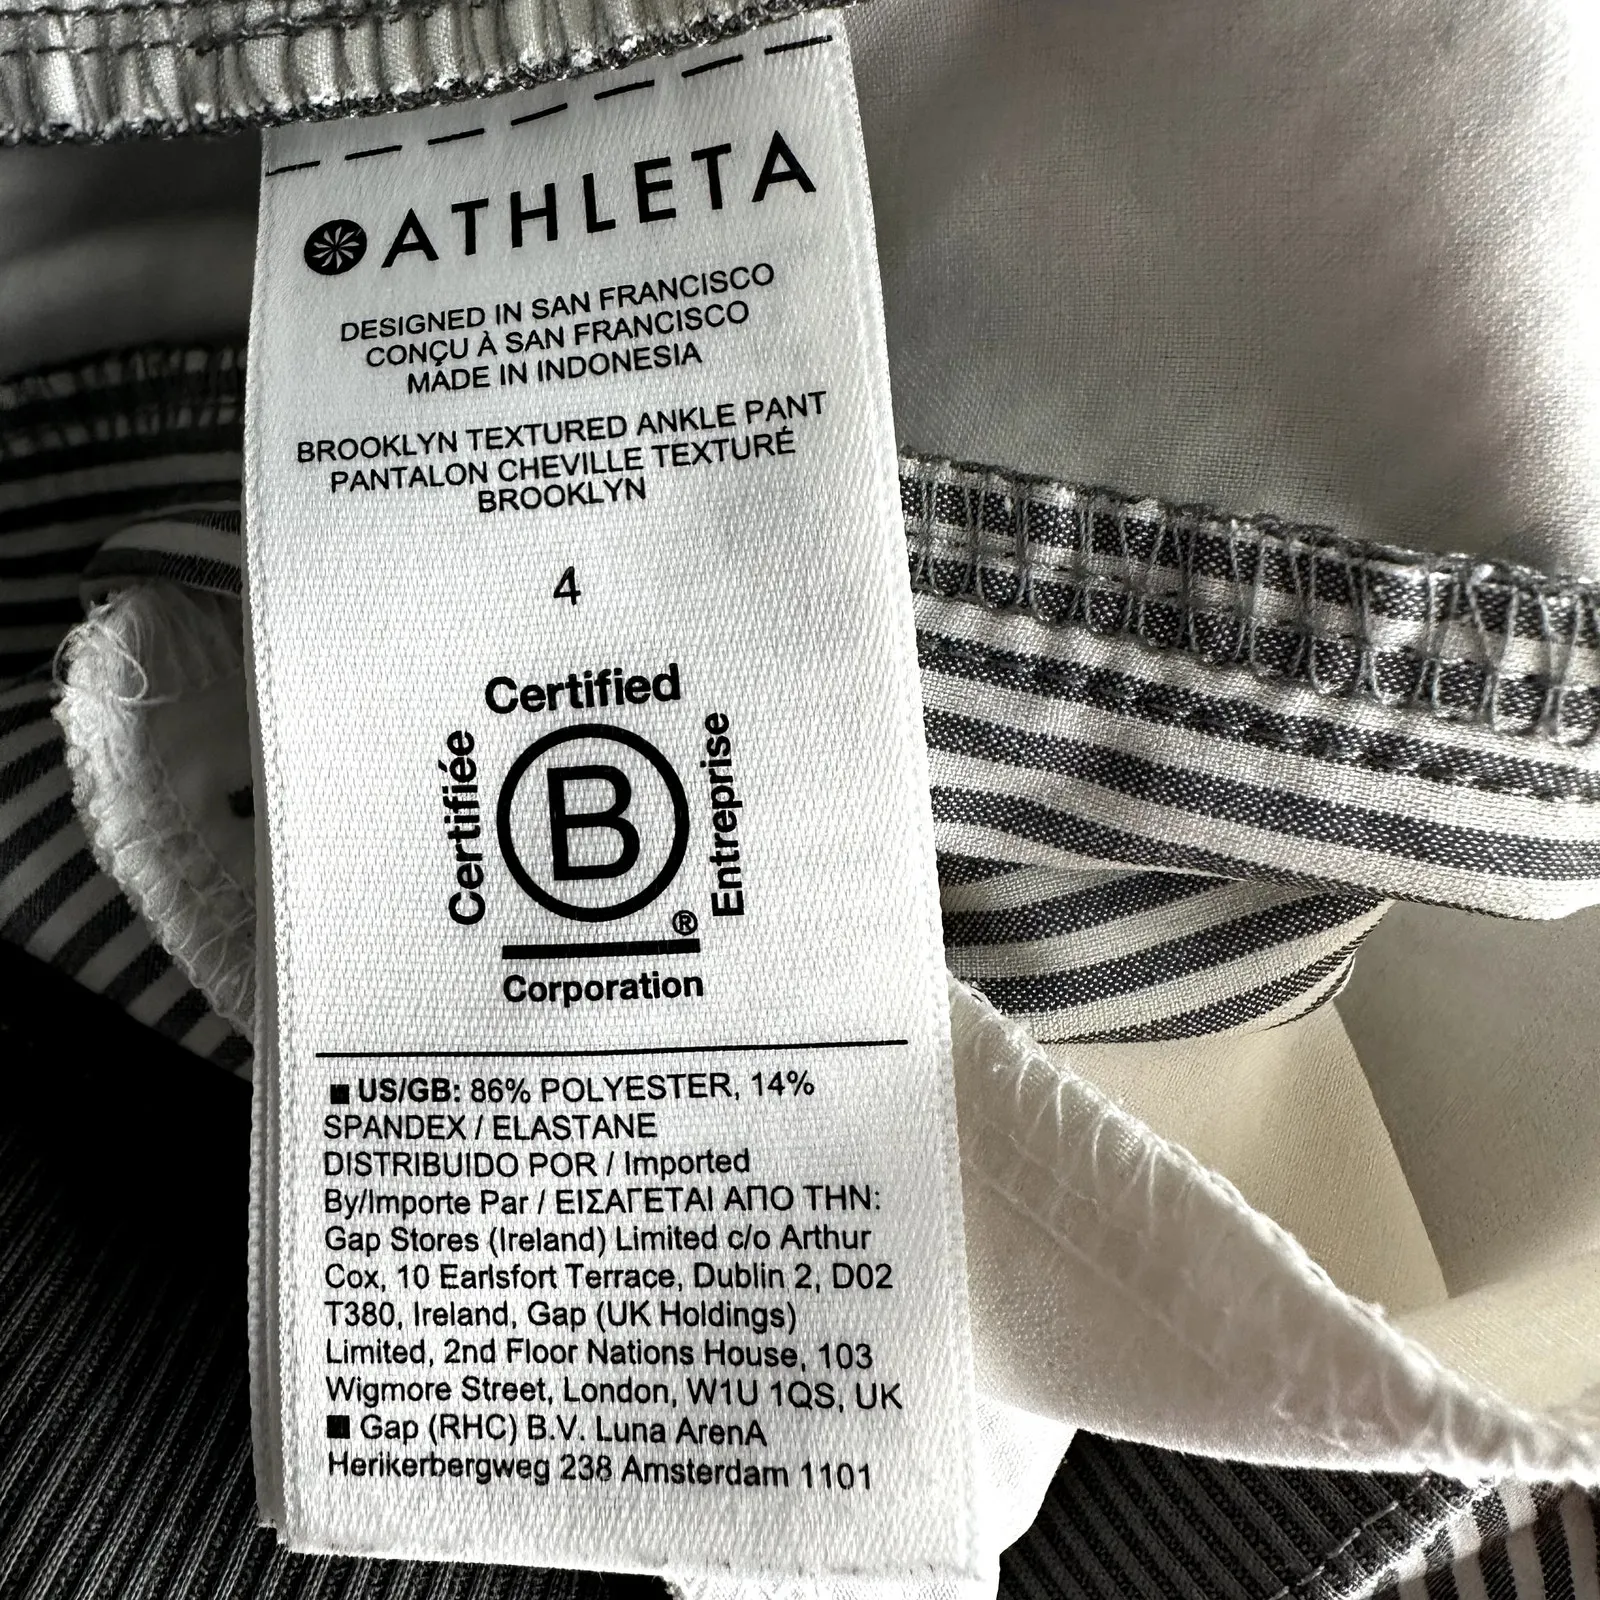 ATHLETA
DESIGNED IN SAN FRANCISCO
CONÇU À SAN FRANCISCO
MADE IN INDONESIA
BROOKLYN TEXTURED ANKLE PANT
PANTALON CHEVILLE TEXTURÉ
BROOKLYN
4
Certified
Certifiée
B
Entreprise
®
Corporation
■ US/GB: 86% POLYESTER, 14%
SPANDEX / ELASTANE
DISTRIBUIDO POR / Imported
By/Importe Par / ΕΙΣΑΓΕΤΑΙ ΑΠΟ ΤΗΝ:
Gap Stores (Ireland) Limited c/o Arthur
Cox, 10 Earlsfort Terrace, Dublin 2, D02
T380, Ireland, Gap (UK Holdings)
Limited, 2nd Floor Nations House, 103
Wigmore Street, London, W1U 1QS, UK
■ Gap (RHC) B.V. Luna ArenA
Herikerbergweg 238 Amsterdam 1101